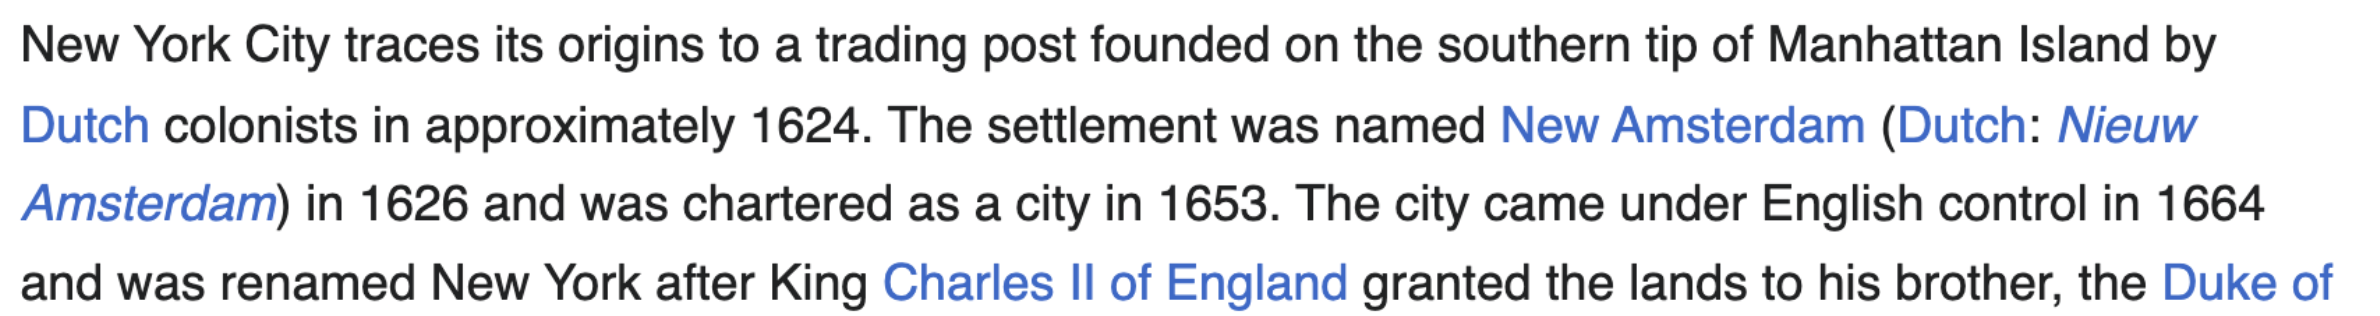 New York City traces its origins to a trading post founded on the southern tip of Manhattan Island by
Dutch colonists in approximately 1624. The settlement was named New Amsterdam (Dutch: Nieuw
Amsterdam) in 1626 and was chartered as a city in 1653. The city came under English control in 1664
and was renamed New York after King Charles II of England granted the lands to his brother, the Duke of